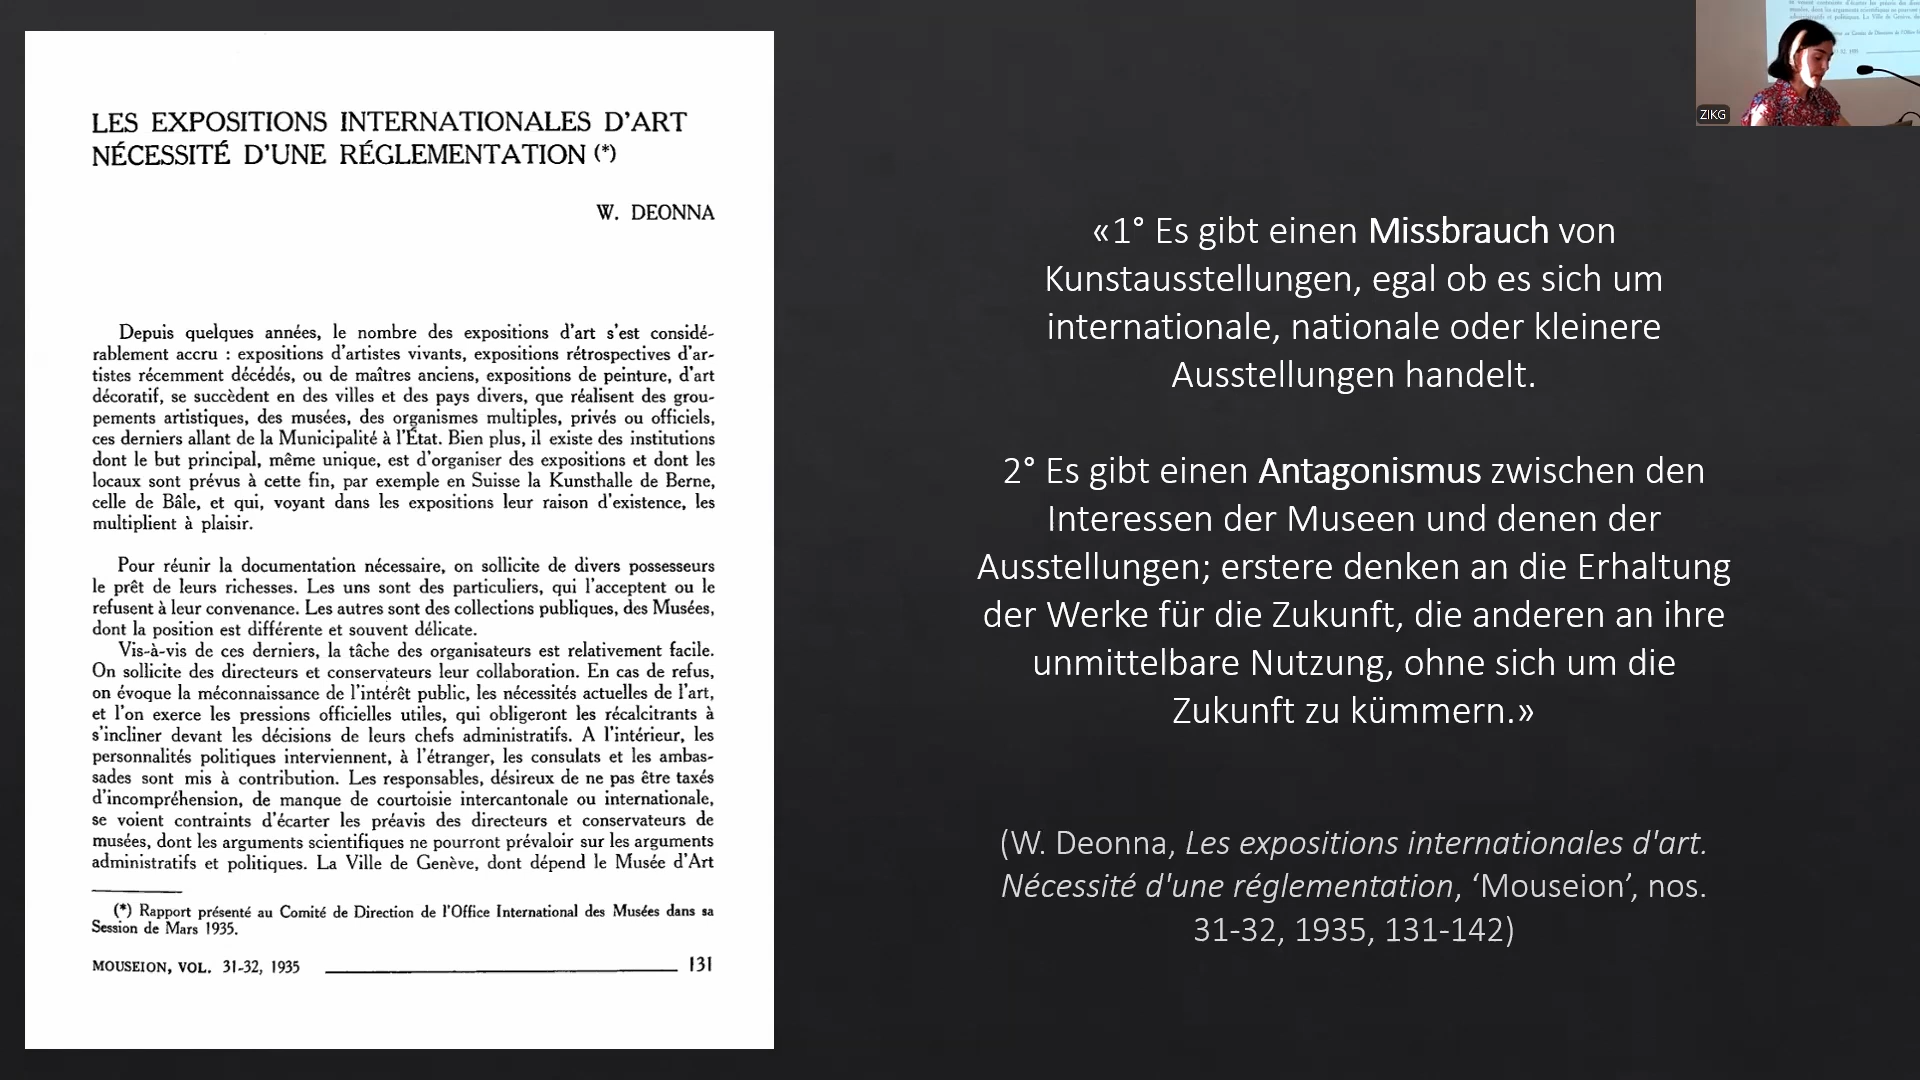 LES EXPOSITIONS INTERNATIONALES D'ART
NÉCESSITÉ D'UNE RÉGLEMENTATION (*)
W. DEONNA
Depuis quelques années, le nombre des expositions d'art s'est considé-
rablement accru : expositions d'artistes vivants, expositions rétrospectives d'ar-
tistes récemment décédés, ou de maîtres anciens, expositions de peinture, d'art
décoratif, se succèdent en des villes et des pays divers, que réalisent des grou-
pements artistiques, des musées, des organismes multiples, privés ou officiels,
ces derniers allant de la Municipalité à l'État. Bien plus, il existe des institutions
dont le but principal, même unique, est d'organiser des expositions et dont les
locaux sont prévus à cette fin, par exemple en Suisse la Kunsthalle de Berne,
celle de Bâle, et qui, voyant dans les expositions leur raison d'existence, les
multiplient à plaisir.
Pour réunir la documentation nécessaire, on sollicite de divers possesseurs
le prêt de leurs richesses. Les uns sont des particuliers, qui l'acceptent ou le
refusent à leur convenance. Les autres sont des collections publiques, des Musées,
dont la position est différente et souvent délicate.
Vis-à-vis de ces derniers, la tâche des organisateurs est relativement facile.
On sollicite des directeurs et conservateurs leur collaboration. En cas de refus,
on évoque la méconnaissance de l'intérêt public, les nécessités actuelles de l'art,
et l'on exerce les pressions officielles utiles, qui obligeront les récalcitrants à
s'incliner devant les décisions de leurs chefs administratifs. A l'intérieur, les
personnalités politiques interviennent, à l'étranger, les consulats et les ambas-
sades sont mis à contribution. Les responsables, désireux de ne pas être taxés
d'incompréhension, de manque de courtoisie intercantonale ou internationale,
se voient contraints d'écarter les préavis des directeurs et conservateurs de
musées, dont les arguments scientifiques ne pourront prévaloir sur les arguments
administratifs et politiques. La Ville de Genève, dont dépend le Musée d'Art
(*) Rapport présenté au Comité de Direction de l'Office International des Musées dans sa
Session de Mars 1935.
MOUSEION, VOL. 31-32, 1935 131
«1° Es gibt einen Missbrauch von
Kunstausstellungen, egal ob es sich um
internationale, nationale oder kleinere
Ausstellungen handelt.
2° Es gibt einen Antagonismus zwischen den
Interessen der Museen und denen der
Ausstellungen; erstere denken an die Erhaltung
der Werke für die Zukunft, die anderen an ihre
unmittelbare Nutzung, ohne sich um die
Zukunft zu kümmern.»
(W. Deonna, Les expositions internationales d'art.
Nécessité d'une réglementation, ‘Mouseion’, nos.
31-32, 1935, 131-142)
ZIKG